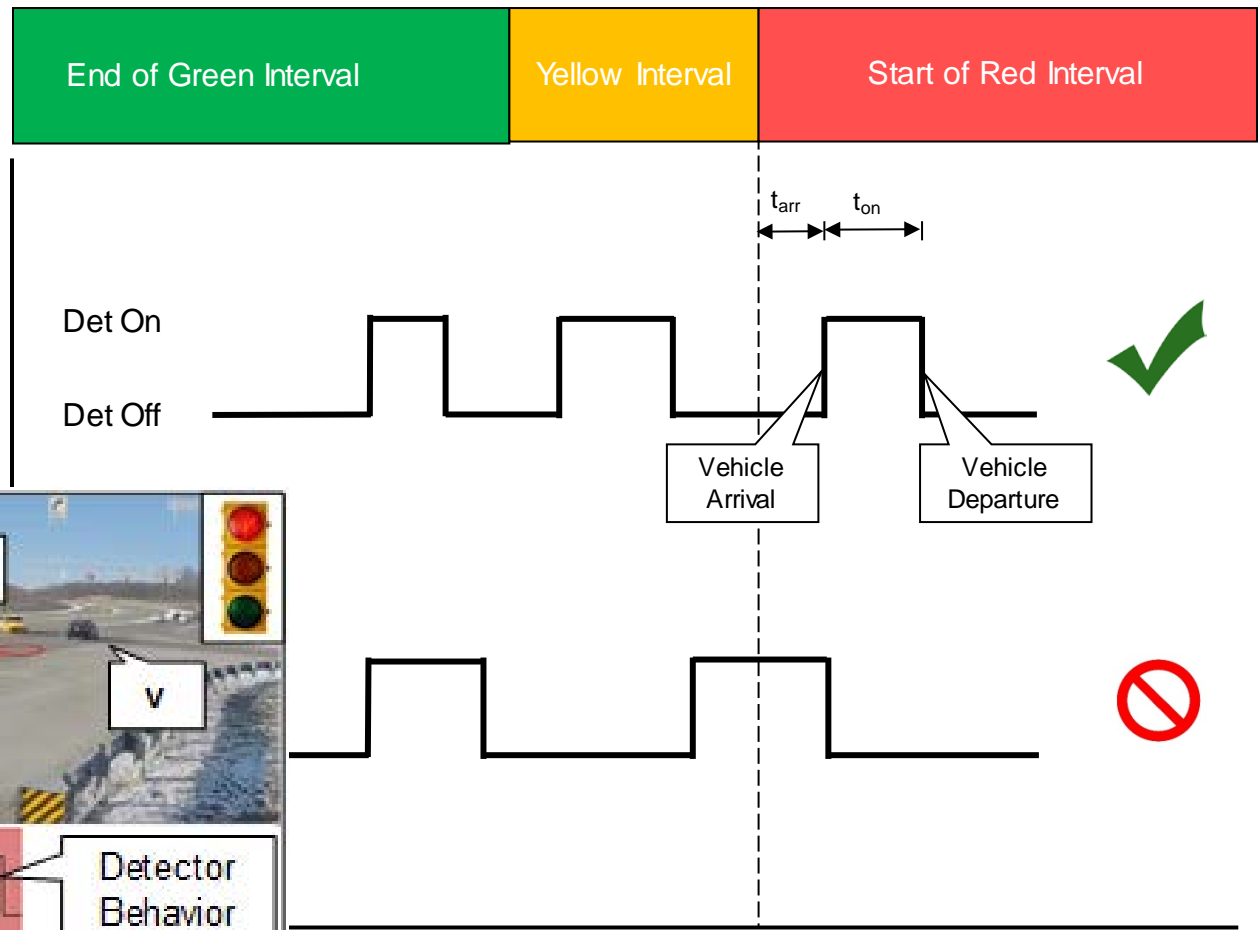 End of Green Interval
Yellow Interval
Start of Red Interval
tarr
ton
Det On
Det Off
Vehicle
Arrival
Vehicle
Departure
v
Detector
Behavior